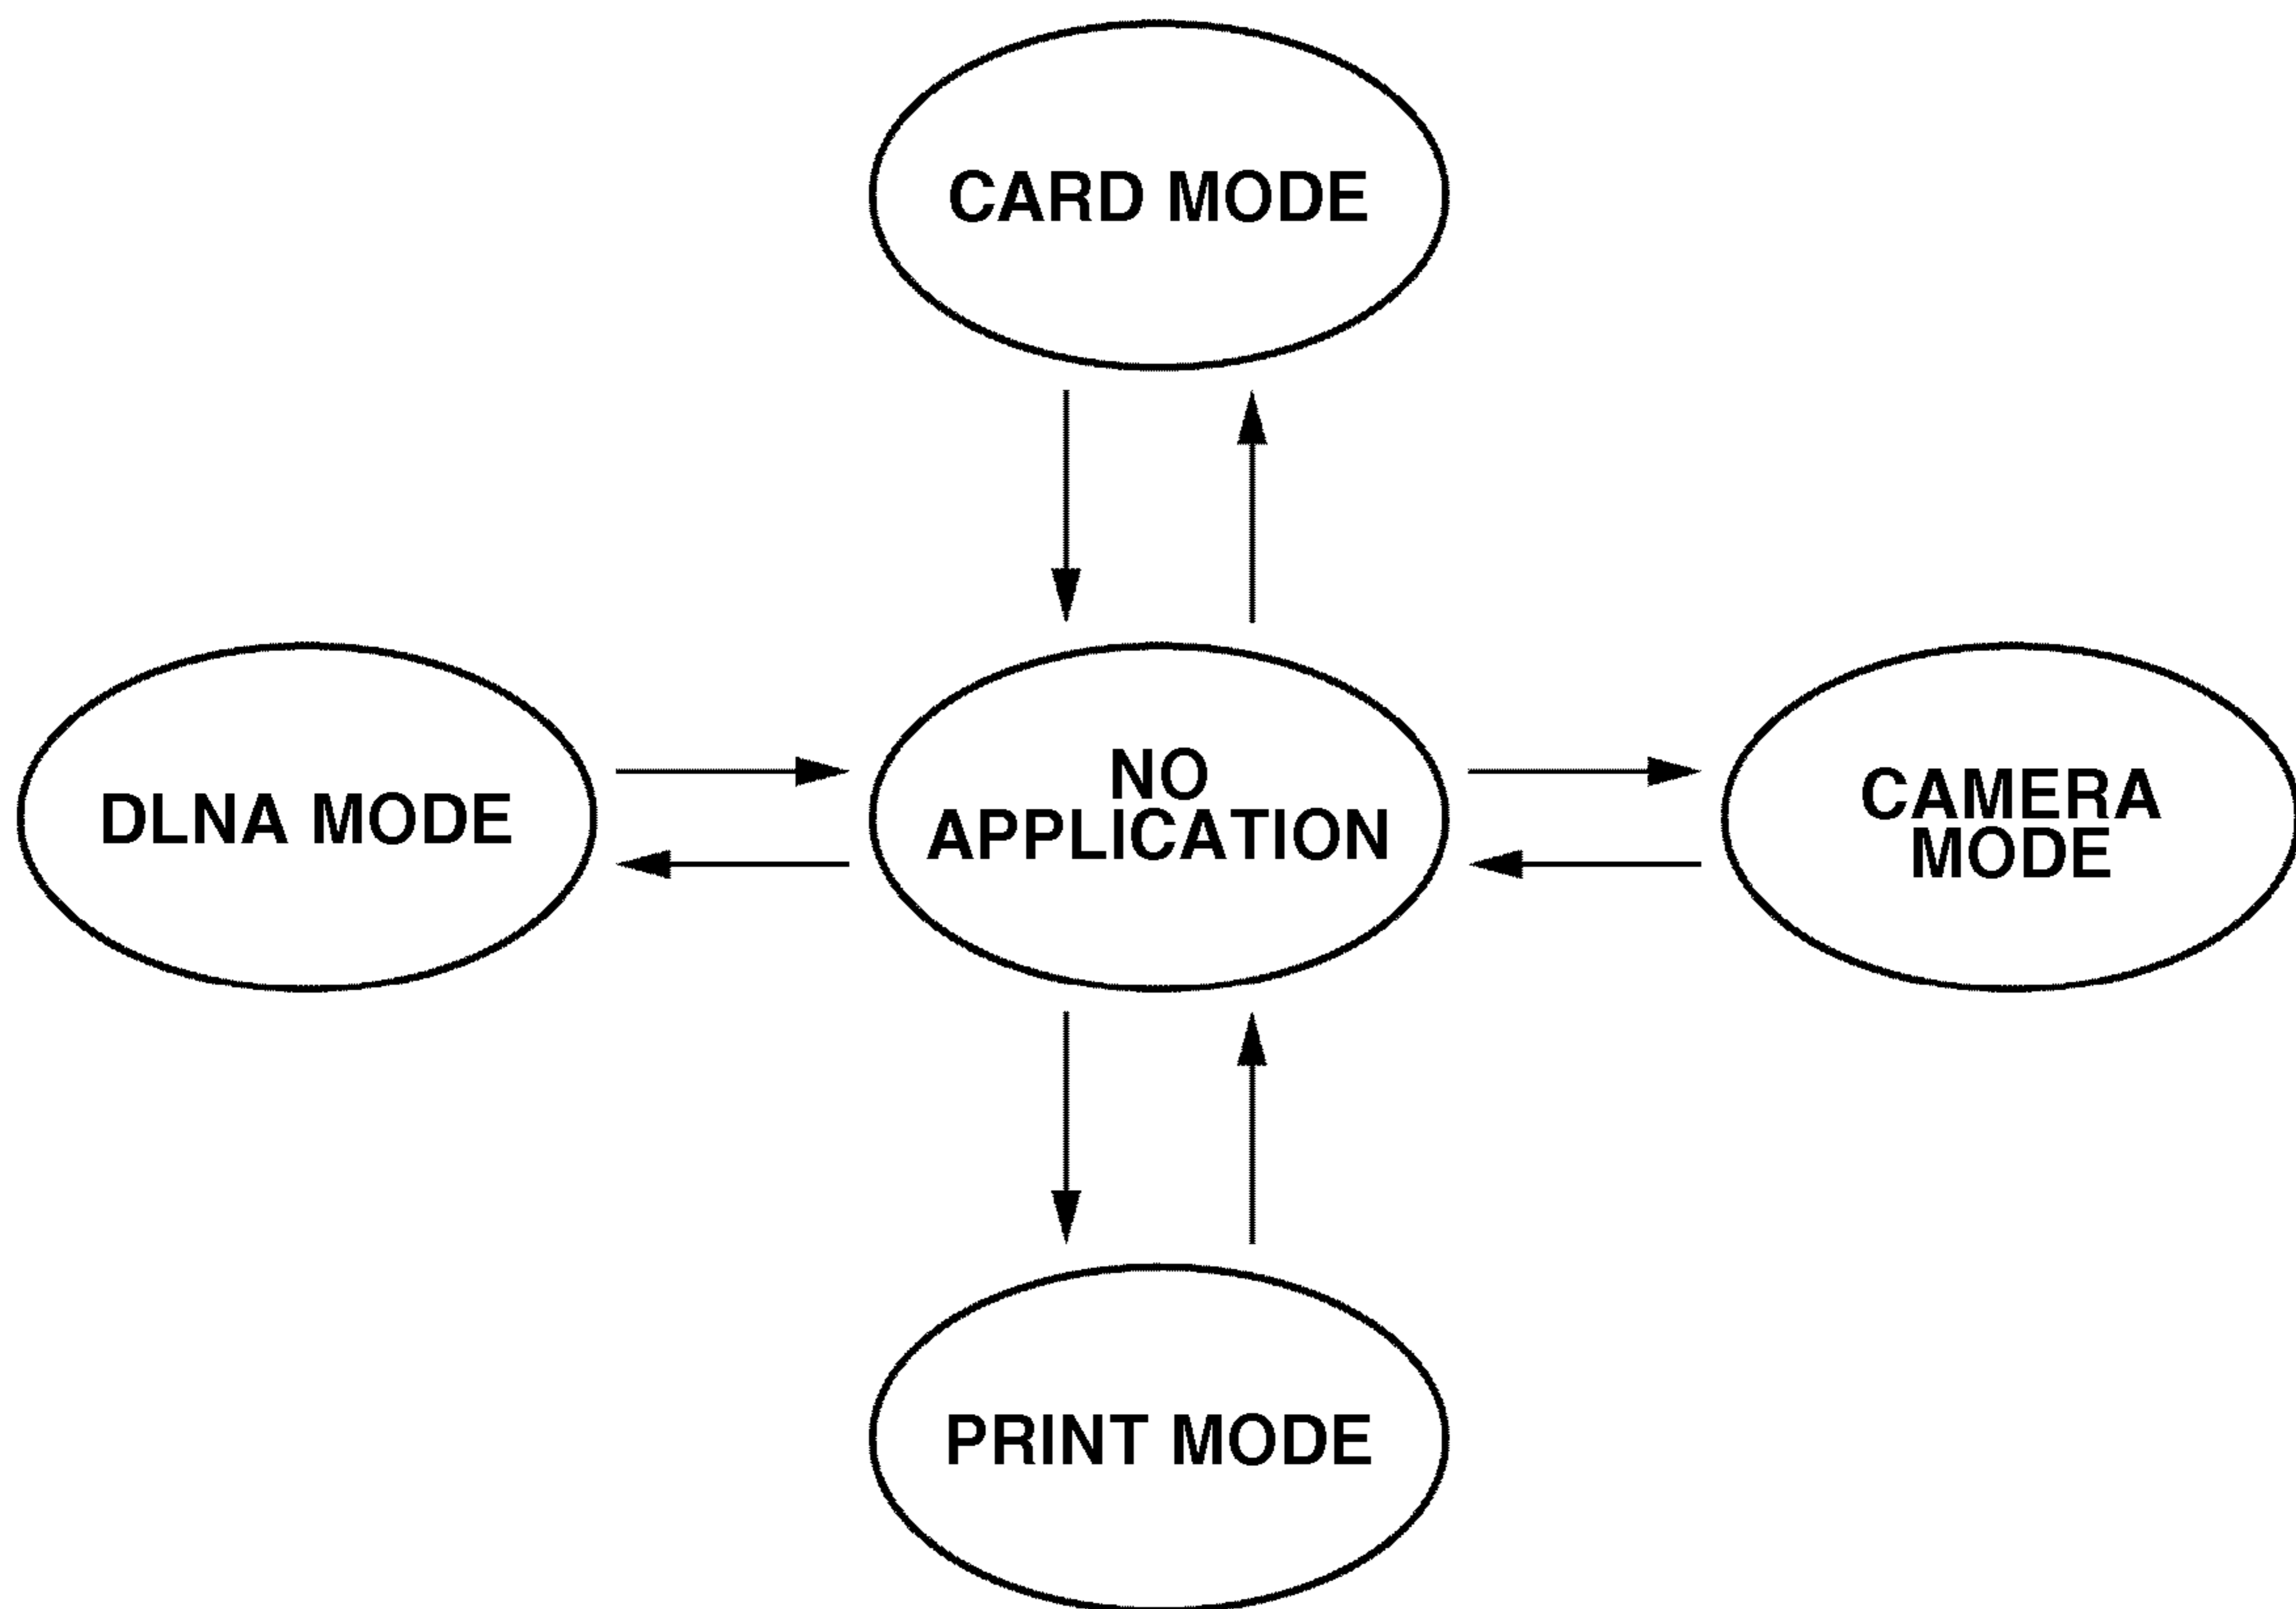 CARD MODE
DLNA MODE
NO
APPLICATION
CAMERA
MODE
PRINT MODE